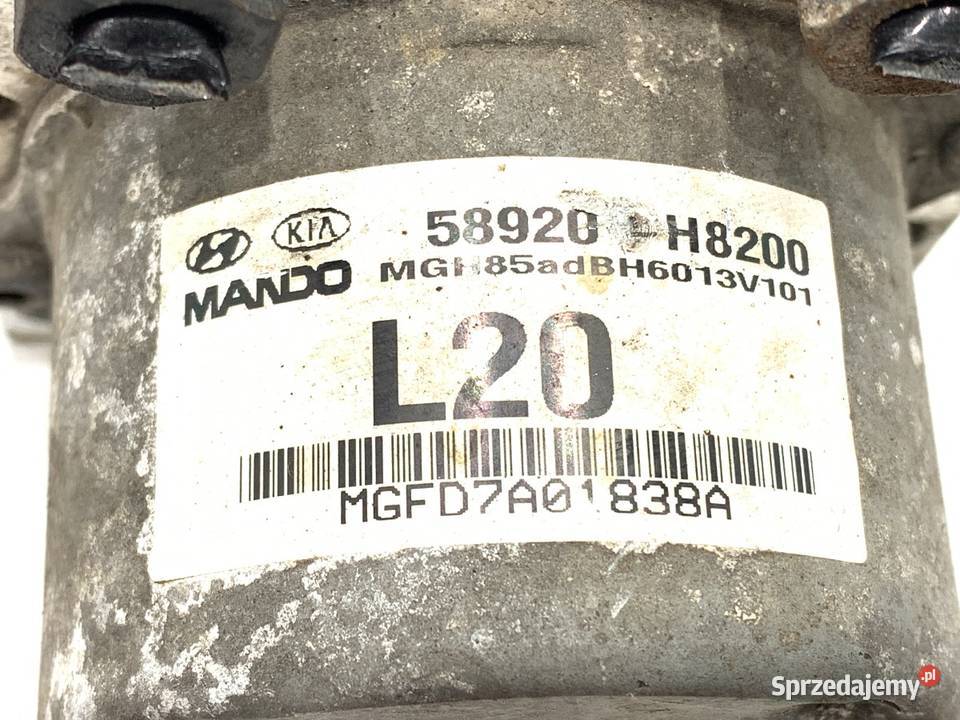 KIA 58920 H8200
MANDO MGH85adBH6013V101
L20
MGFD7A01838A
Sprzedajemy.pl